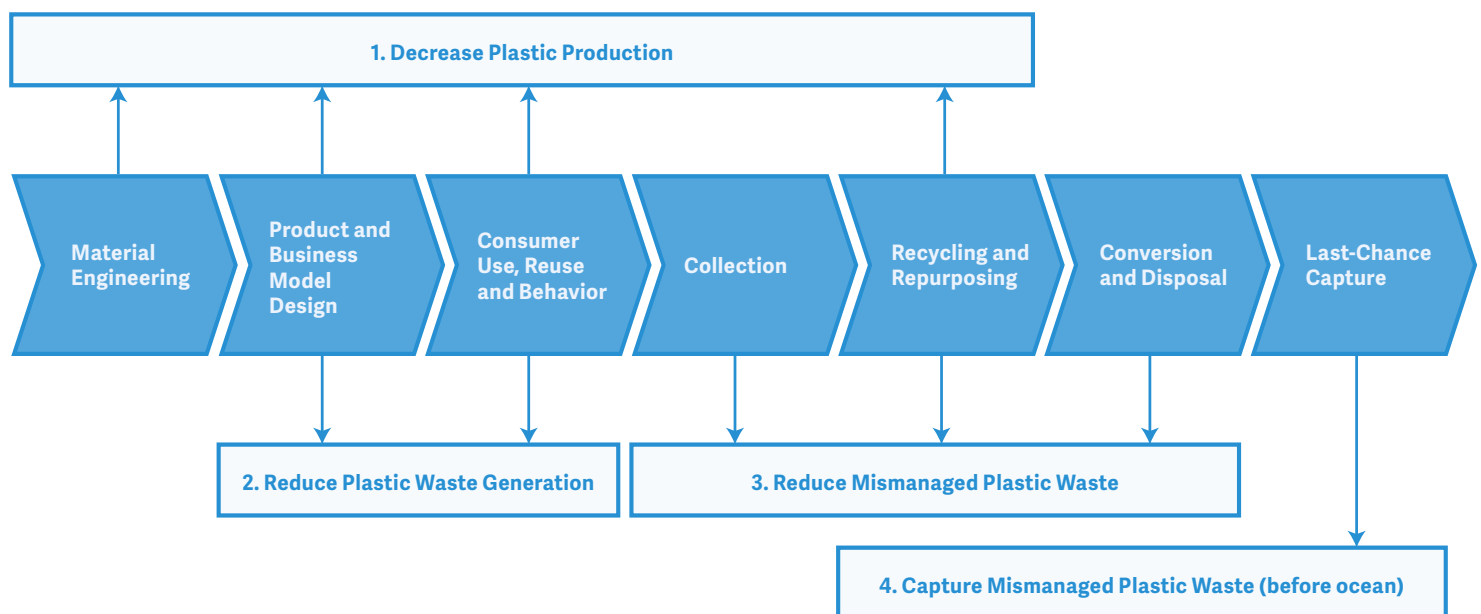 1. Decrease Plastic Production
Material
Engineering
Product and
Business
Model
Design
Consumer
Use, Reuse
and Behavior
Collection
Recycling and
Repurposing
Conversion
and Disposal
Last-Chance
Capture
2. Reduce Plastic Waste Generation
3. Reduce Mismanaged Plastic Waste
4. Capture Mismanaged Plastic Waste (before ocean)